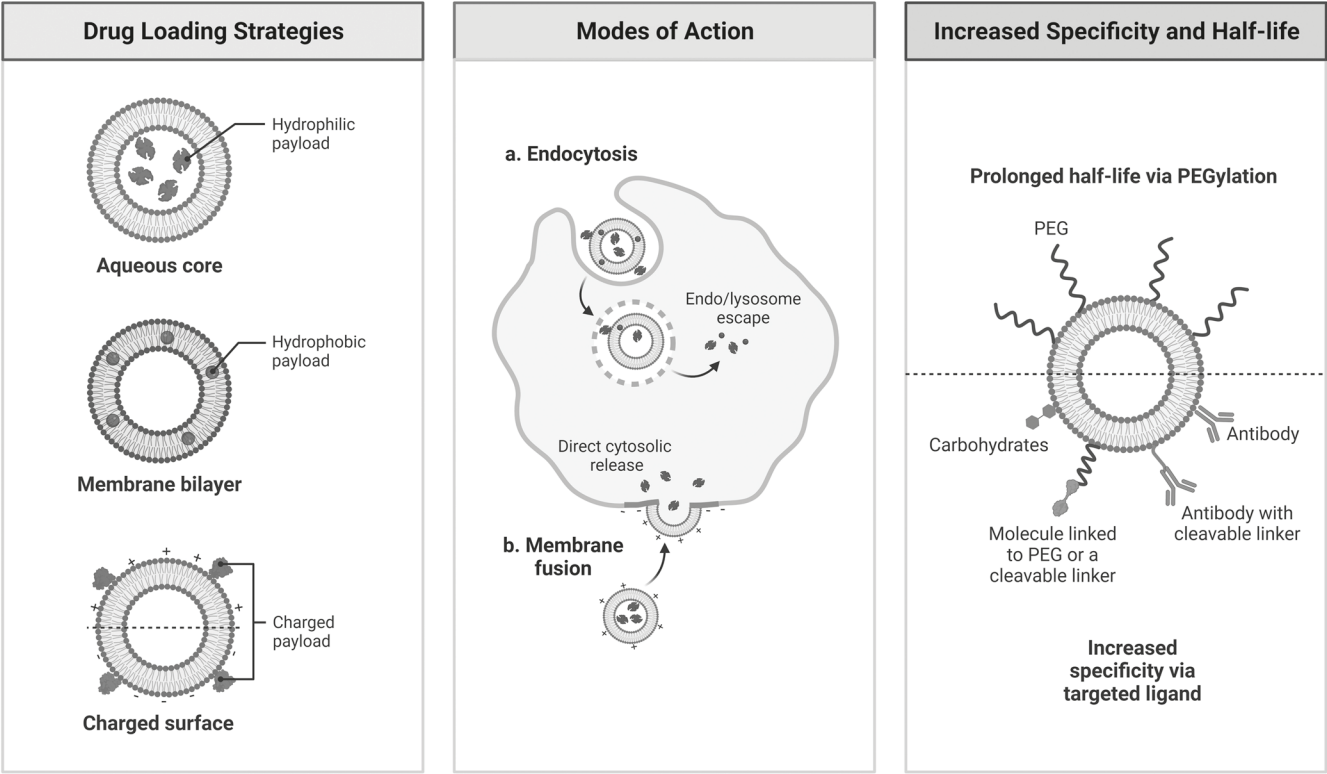 Drug Loading Strategies
Hydrophilic
payload
Aqueous core
Hydrophobic
payload
Membrane bilayer
+ + +
+ +
Charged
payload
- - - - -
Charged surface
Modes of Action
a. Endocytosis
Endo/lysosome
escape
Direct cytosolic
release
- - - -
+ + + +
b. Membrane
fusion
+ + + + + +
Increased Specificity and Half-life
Prolonged half-life via PEGylation
PEG
Carbohydrates
Antibody
Molecule linked
to PEG or a
cleavable linker
Antibody with
cleavable linker
Increased
specificity via
targeted ligand